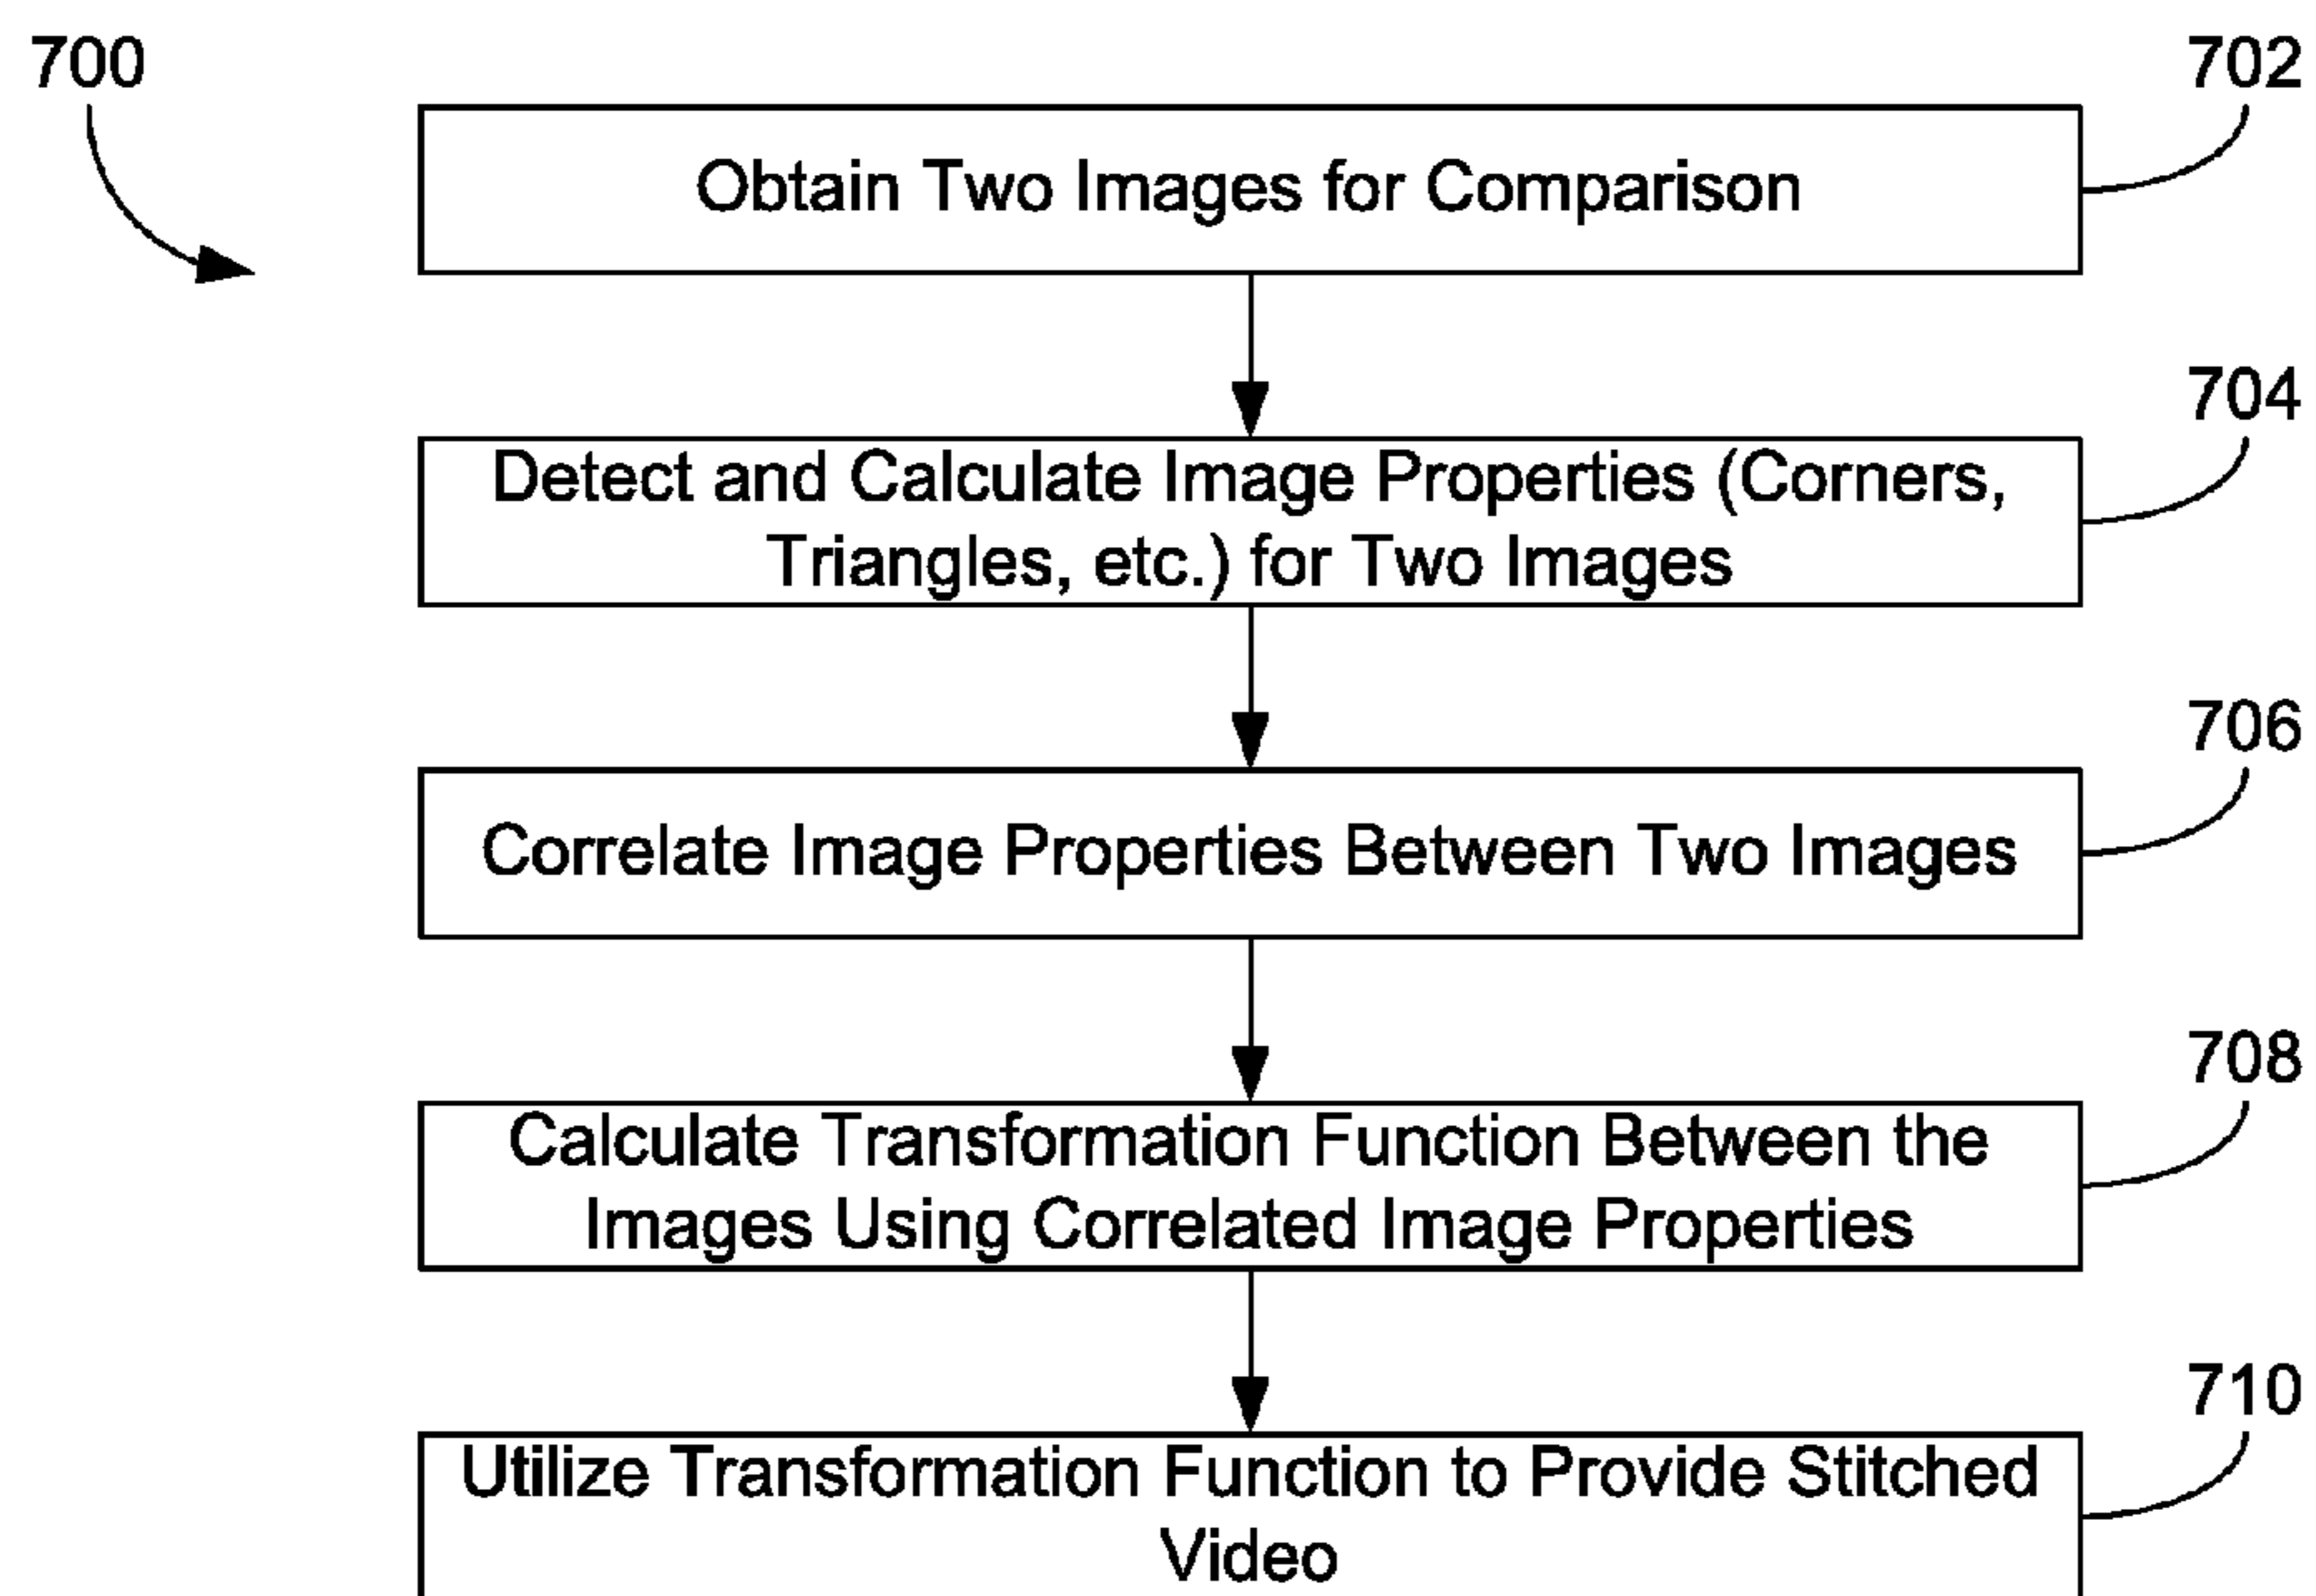 700
702
Obtain Two Images for Comparison
704
Detect and Calculate Image Properties (Corners,
Triangles, etc.) for Two Images
706
Correlate Image Properties Between Two Images
708
Calculate Transformation Function Between the
Images Using Correlated Image Properties
710
Utilize Transformation Function to Provide Stitched
Video